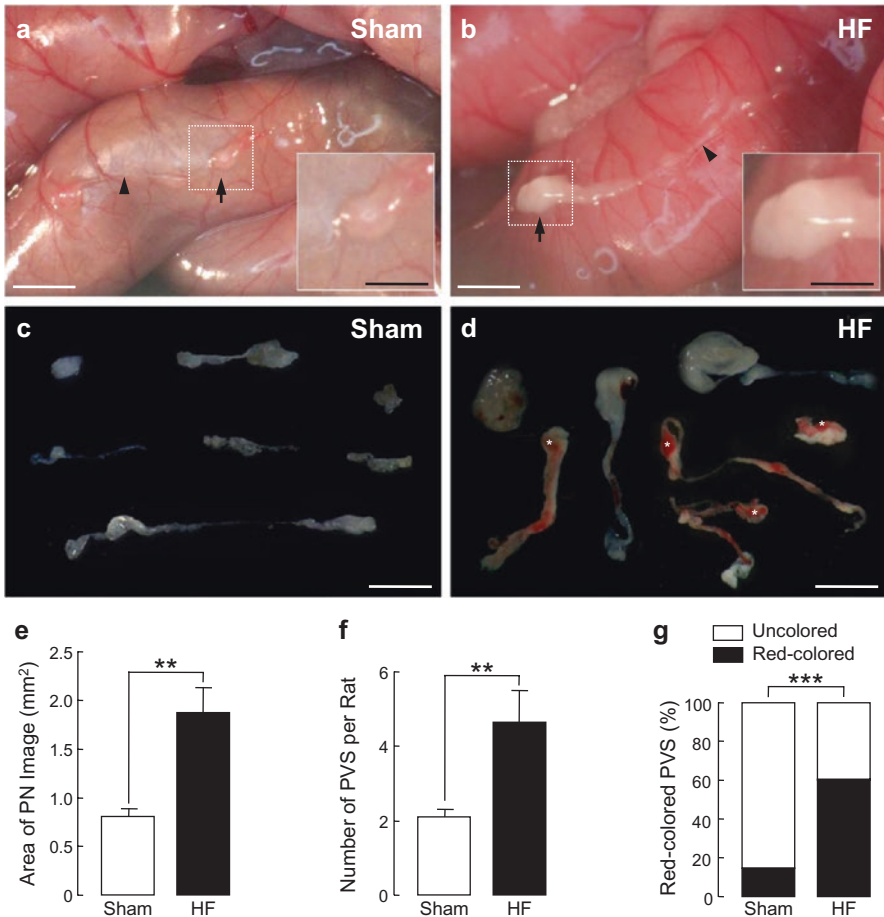 a Sham
b HF
c Sham
d HF
*
*
*
*
e
Area of PN Image (mm²)
2.5
2.0
1.5
1.0
0.5
0
**
Sham HF
f
Number of PVS per Rat
6
4
2
0
**
Sham HF
g
Uncolored
Red-colored
Red-colored PVS (%)
100
80
60
40
20
0
***
Sham HF